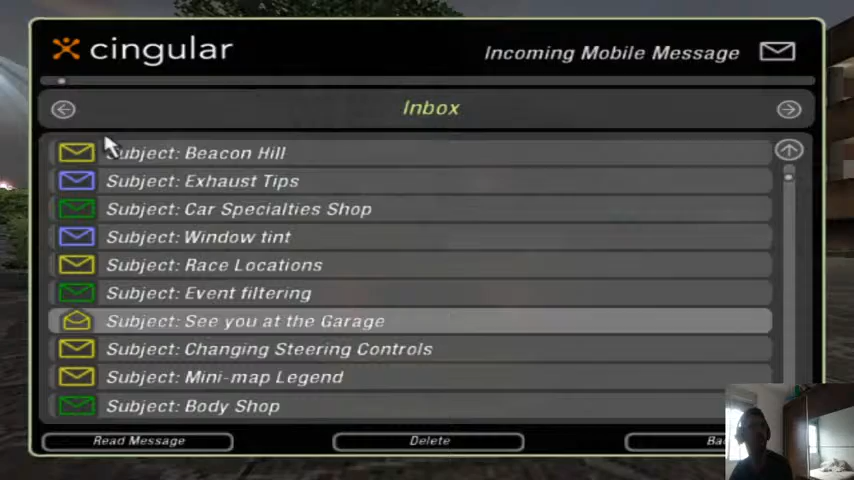 cingular
Incoming Mobile Message
Inbox
Subject: Beacon Hill
Subject: Exhaust Tips
Subject: Car Specialties Shop
Subject: Window tint
Subject: Race Locations
Subject: Event filtering
Subject: See you at the Garage
Subject: Changing Steering Controls
Subject: Mini-map Legend
Subject: Body Shop
Read Message
Delete